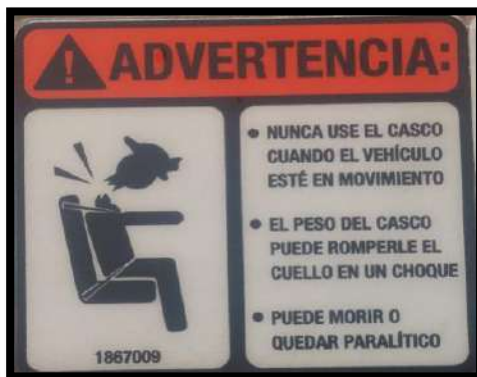 ADVERTENCIA:
• NUNCA USE EL CASCO
CUANDO EL VEHÍCULO
ESTÉ EN MOVIMIENTO
• EL PESO DEL CASCO
PUEDE ROMPERLE EL
CUELLO EN UN CHOQUE
• PUEDE MORIR O
QUEDAR PARALÍTICO
1867009